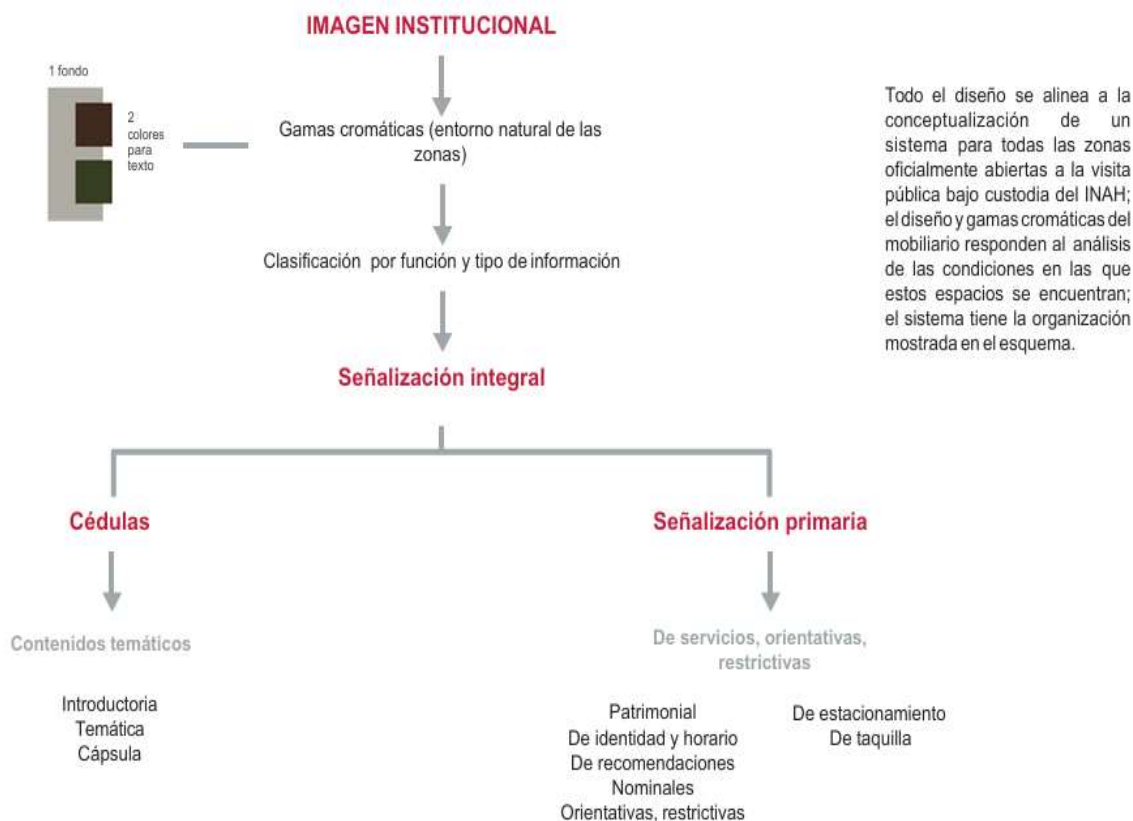 IMAGEN INSTITUCIONAL
1 fondo
2
colores
para
texto
Gamas cromáticas (entorno natural de las
zonas)
Clasificación por función y tipo de información
Señalización integral
Todo el diseño se alinea a la
conceptualización de un
sistema para todas las zonas
oficialmente abiertas a la visita
pública bajo custodia del INAH;
el diseño y gamas cromáticas del
mobiliario responden al análisis
de las condiciones en las que
estos espacios se encuentran;
el sistema tiene la organización
mostrada en el esquema.
Cédulas
Contenidos temáticos
Introductoria
Temática
Cápsula
Señalización primaria
De servicios, orientativas,
restrictivas
Patrimonial
De identidad y horario
De recomendaciones
Nominales
Orientativas, restrictivas
De estacionamiento
De taquilla